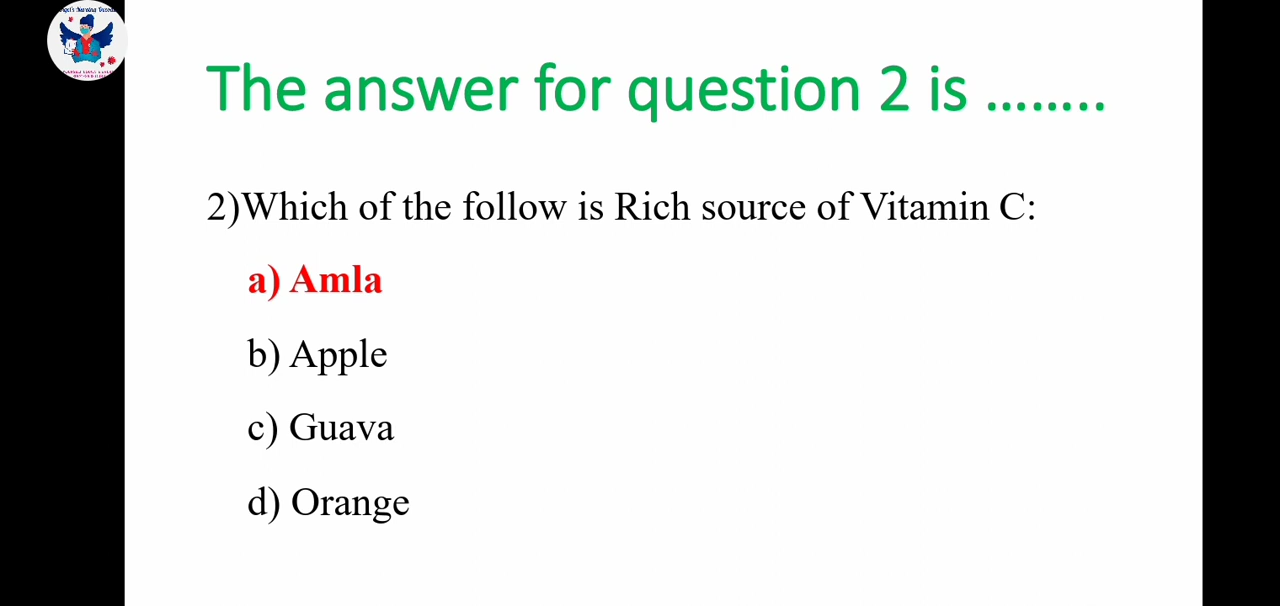 The answer for question 2 is ........
2)Which of the follow is Rich source of Vitamin C:
a) Amla
b) Apple
c) Guava
d) Orange